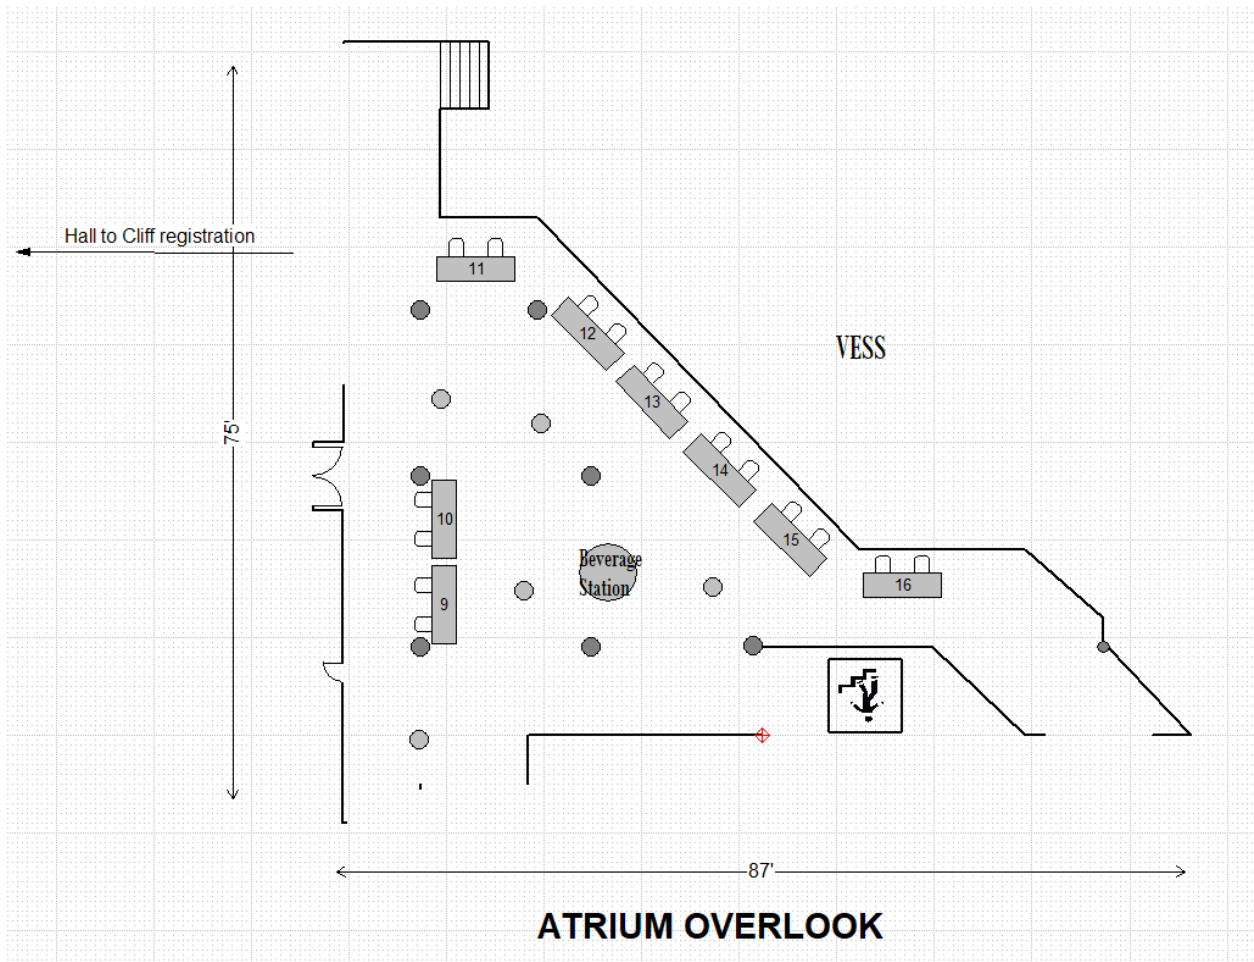 Hall to Cliff registration
11
12
VESS
13
75'
14
10
15
Beverage
Station
16
9
87'
ATRIUM OVERLOOK